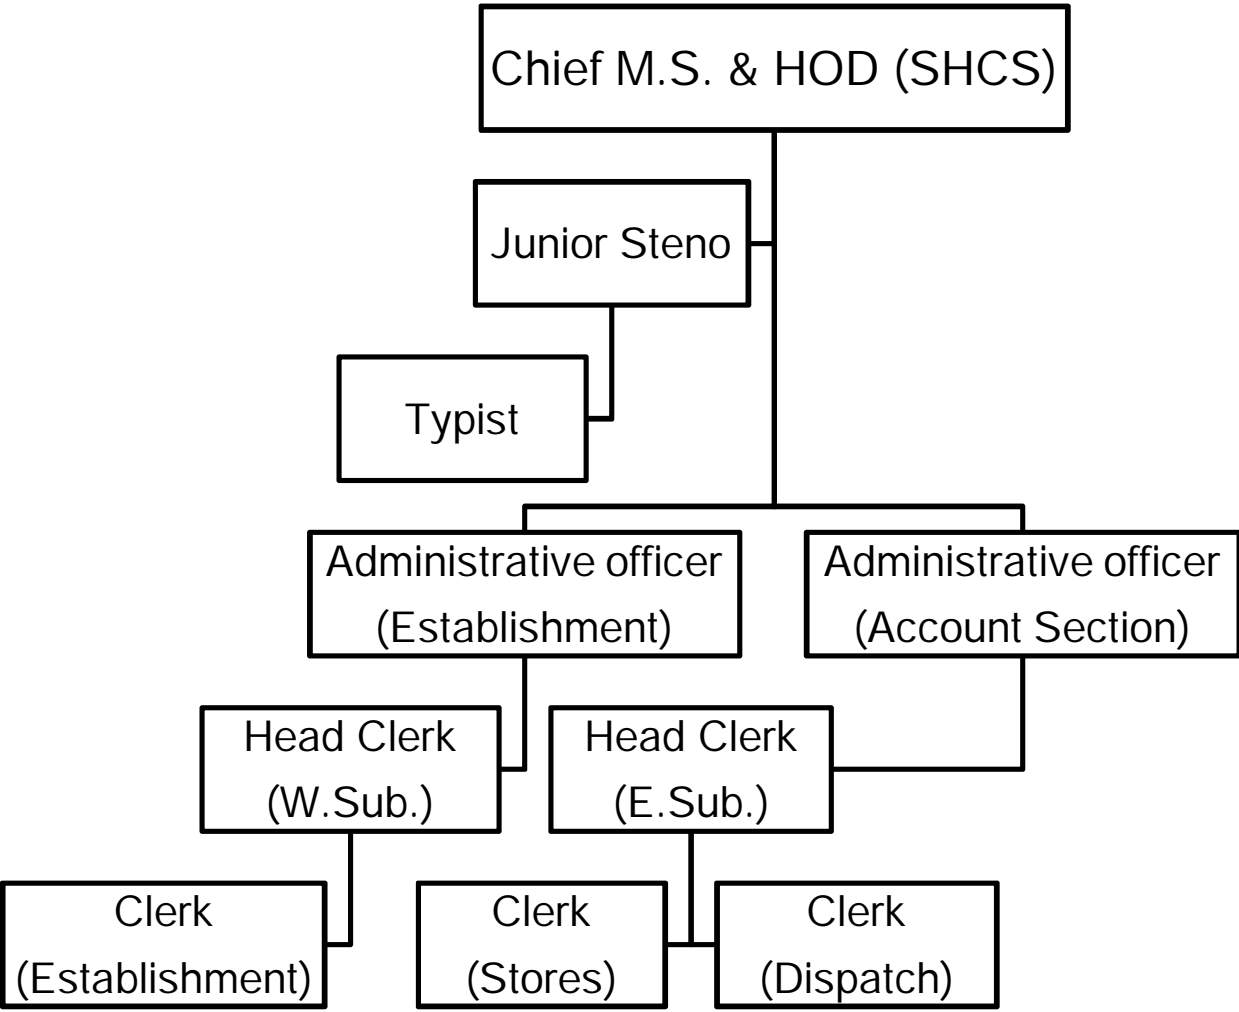 Chief M.S. & HOD (SHCS)
Junior Steno
Typist
Administrative officer
(Establishment)
Administrative officer
(Account Section)
Head Clerk
(W.Sub.)
Head Clerk
(E.Sub.)
Clerk
(Establishment)
Clerk
(Stores)
Clerk
(Dispatch)